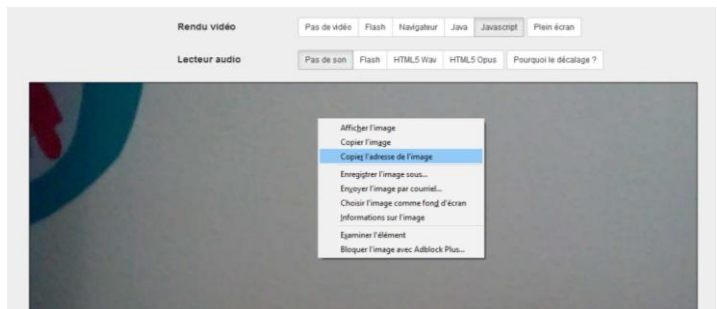 Rendu vidéo Pas de vidéo Flash Navigateur Java Javascript Plein écran
Lecteur audio Pas de son Flash HTML5 Wav HTML5 Opus Pourquoi le décalage ?
Afficher l'image
Copier l'image
Copier l'adresse de l'image
Enregistrer l'image sous...
Envoyer l'image par courriel...
Choisir l'image comme fond d'écran
Informations sur l'image
Examiner l'élément
Bloquer l'image avec Adblock Plus...